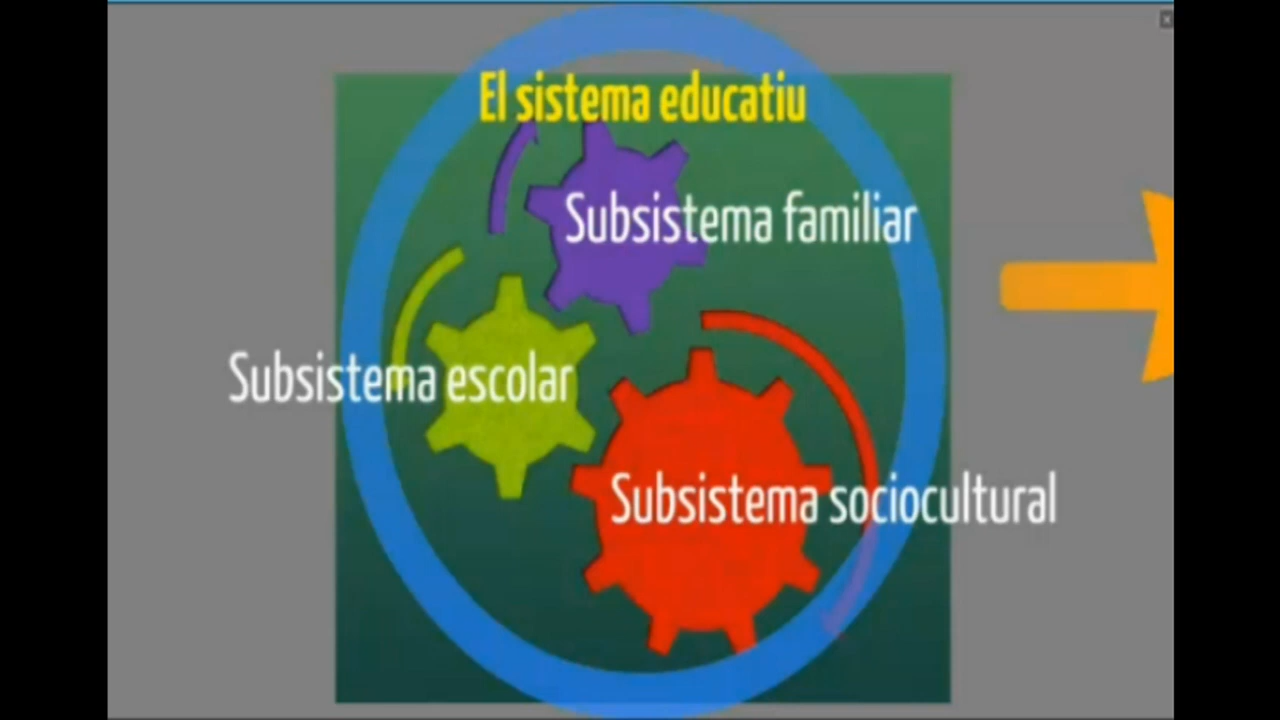 El sistema educatiu
Subsistema familiar
Subsistema escolar
Subsistema sociocultural